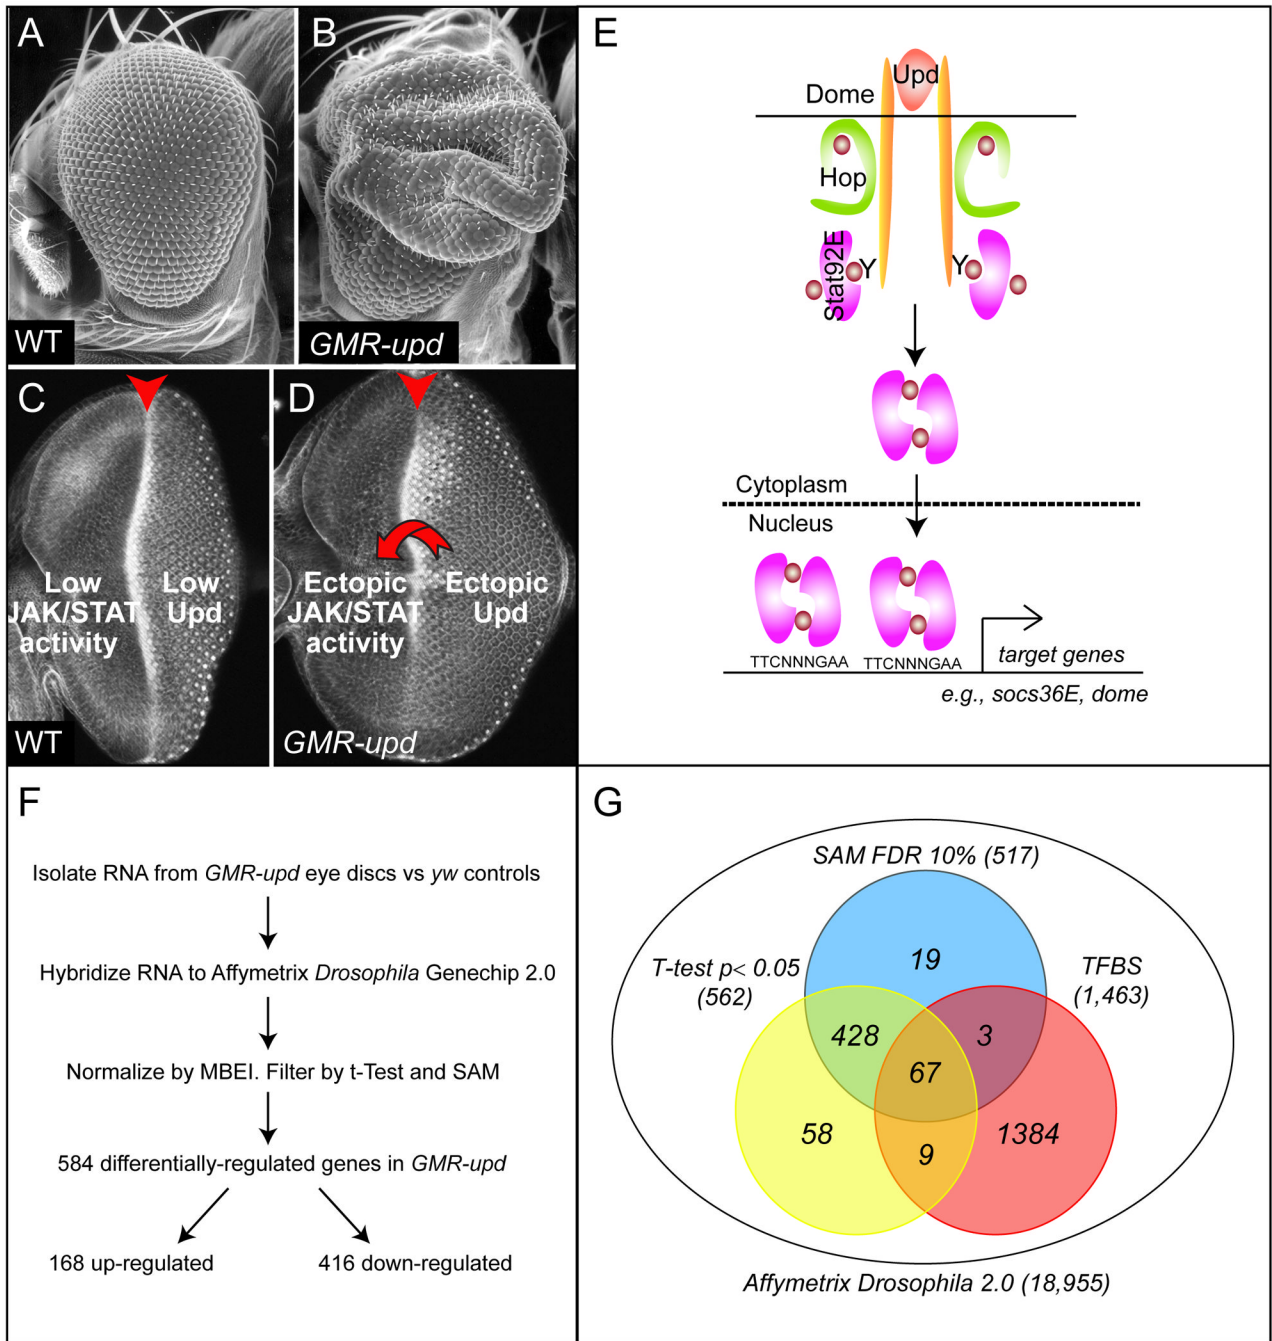 A
WT
B
GMR-upd
C
Low
JAK/STAT
activity
Low
Upd
WT
D
Ectopic
JAK/STAT
activity
Ectopic
Upd
GMR-upd
E
Upd
Dome
Hop
Stat92E
Y
Y
Cytoplasm
Nucleus
TTCNNNGAA
TTCNNNGAA
target genes
e.g., socs36E, dome
F
Isolate RNA from GMR-upd eye discs vs yw controls
Hybridize RNA to Affymetrix Drosophila Genechip 2.0
Normalize by MBEI. Filter by t-Test and SAM
584 differentially-regulated genes in GMR-upd
168 up-regulated
416 down-regulated
G
SAM FDR 10% (517)
T-test p< 0.05
(562)
TFBS
(1,463)
19
428
3
67
58
9
1384
Affymetrix Drosophila 2.0 (18,955)